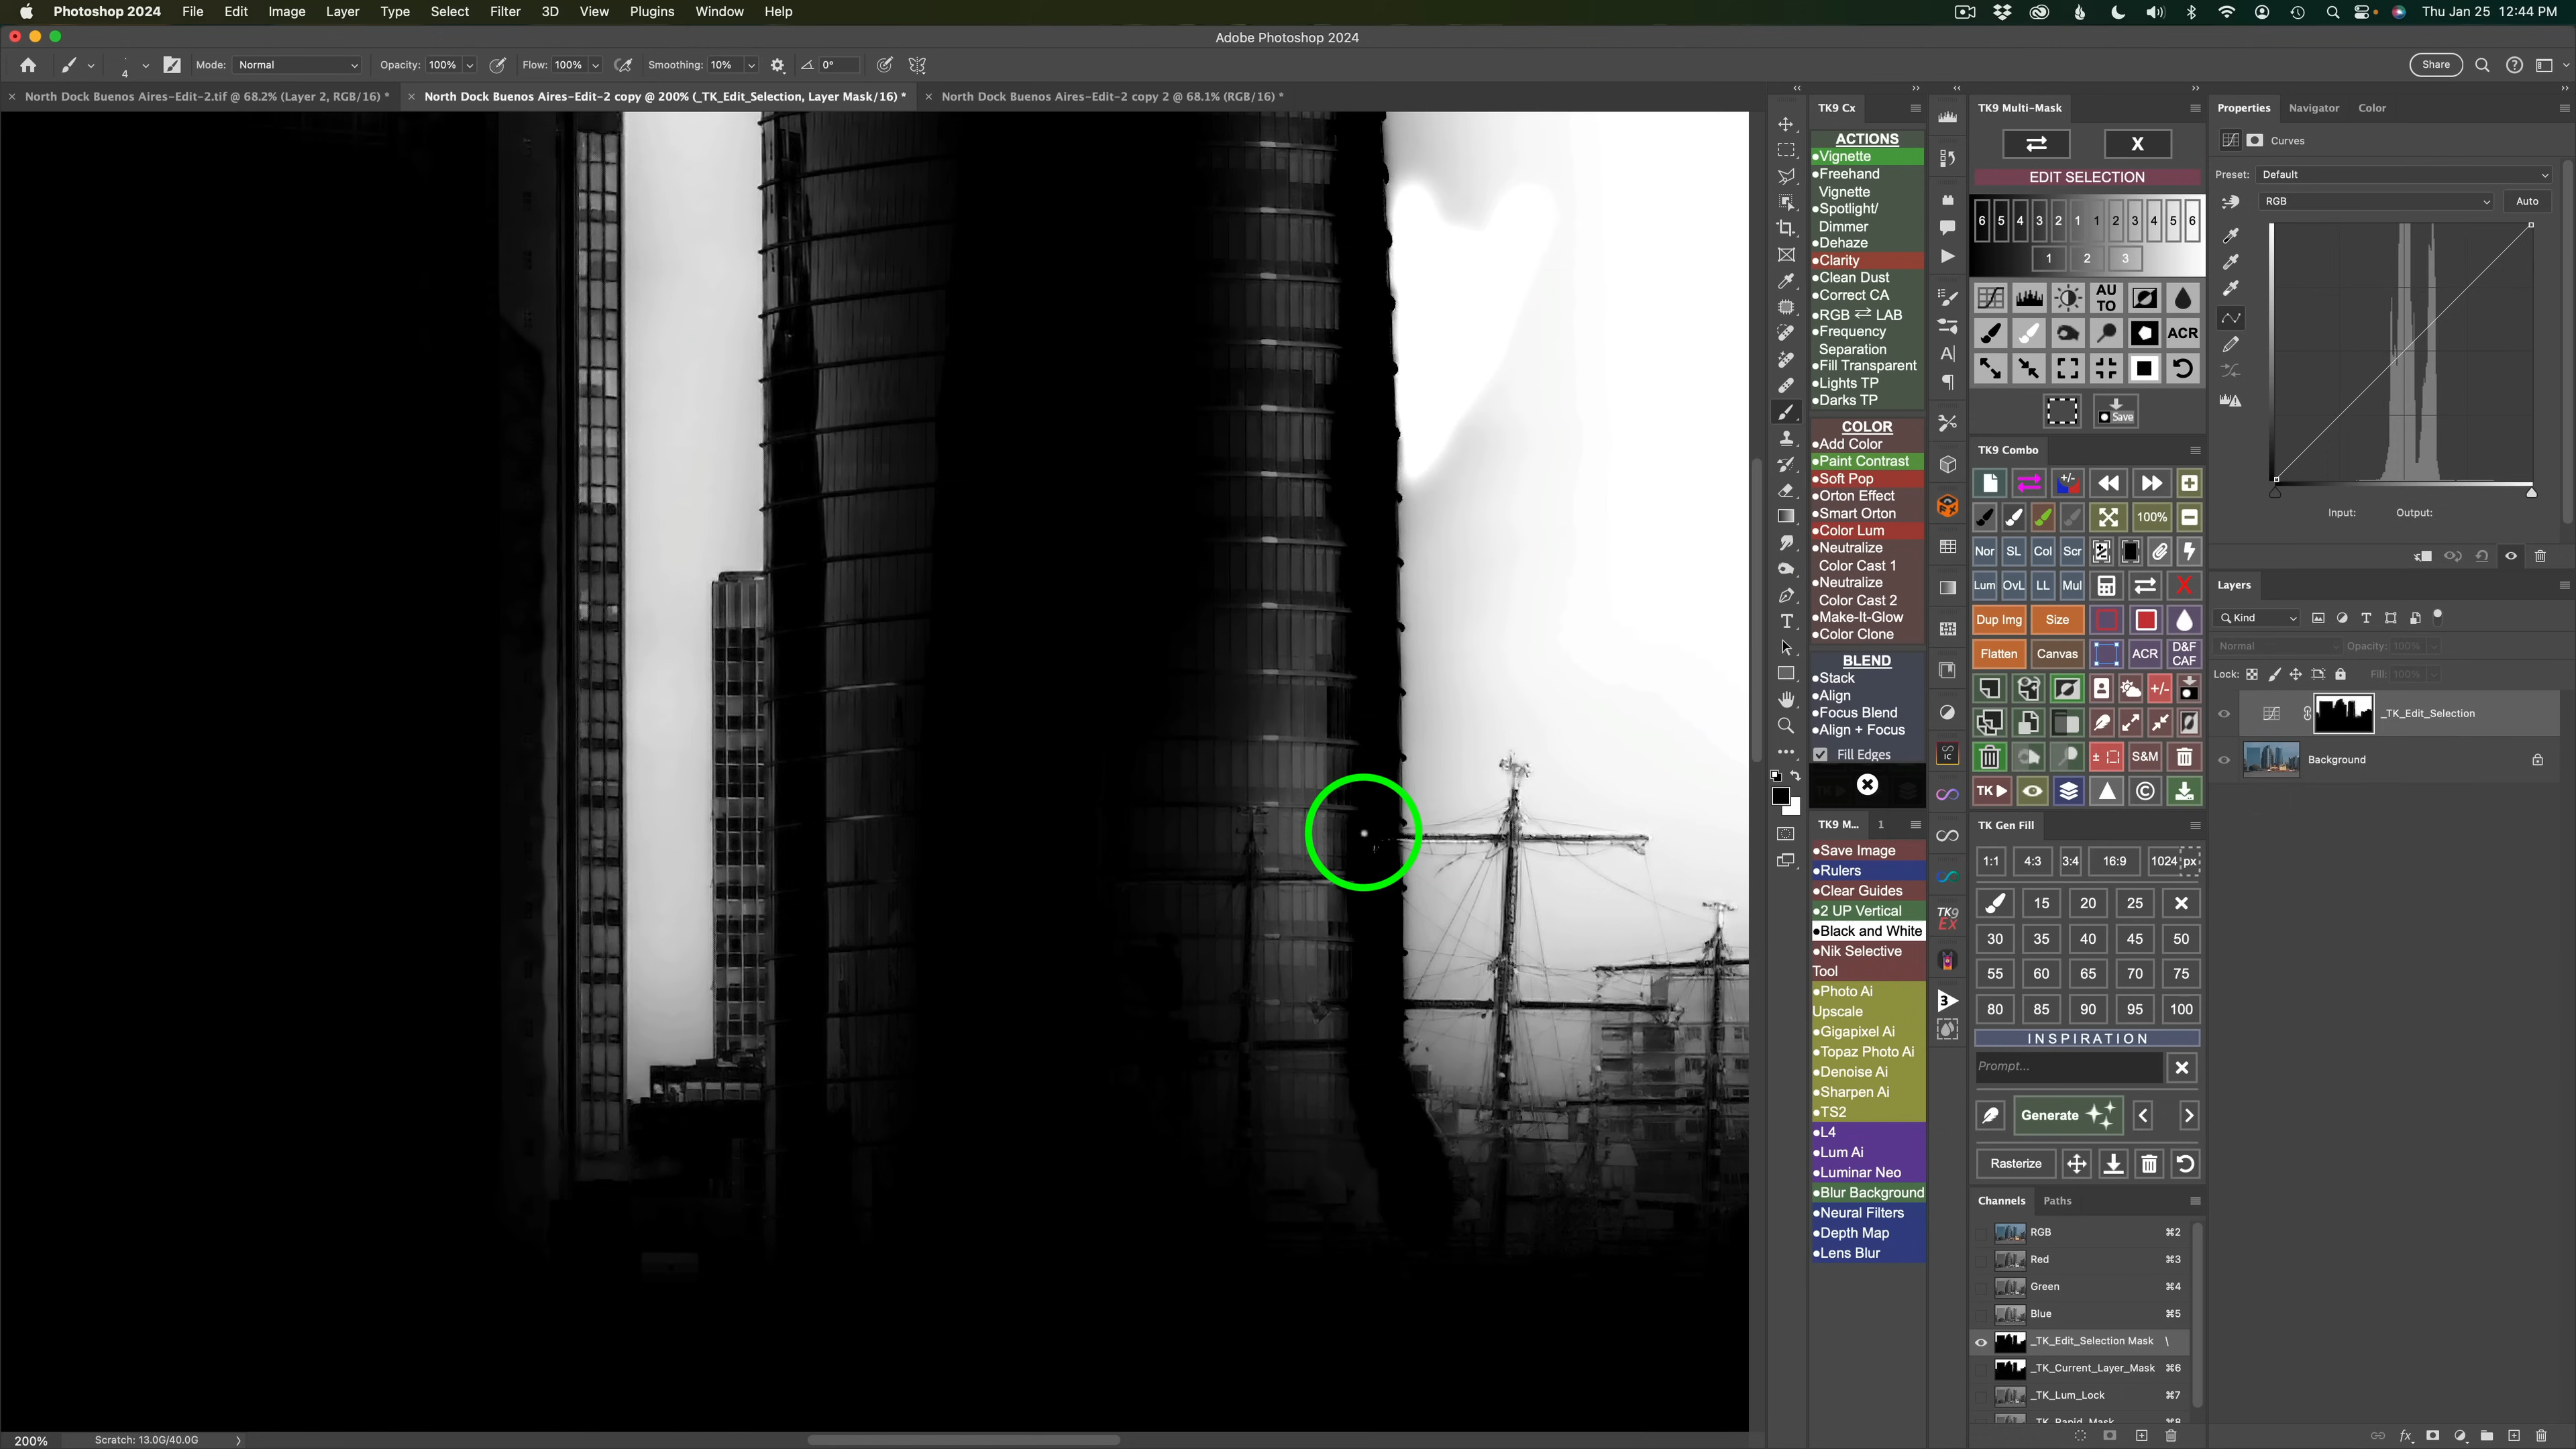 Photoshop 2024 File Edit Image Layer Type Select Filter 3D View Plugins Window Help Thu Jan 25 12:44 PM
Adobe Photoshop 2024
4 Mode: Normal Opacity: 100% Flow: 100% Smoothing: 10% 0° Share
North Dock Buenos Aires-Edit-2.tif @ 68.2% (Layer 2, RGB/16) * North Dock Buenos Aires-Edit-2 copy @ 200% (_TK_Edit_Selection, Layer Mask/16) * North Dock Buenos Aires-Edit-2 copy 2 @ 68.1% (RGB/16) *
TK9 Cx
ACTIONS
Vignette
Freehand
Vignette
Spotlight/
Dimmer
Dehaze
Clarity
Clean Dust
Correct CA
RGB ⇄ LAB
Frequency
Separation
Fill Transparent
Lights TP
Darks TP
COLOR
Add Color
Paint Contrast
Soft Pop
Orton Effect
Smart Orton
Color Lum
Neutralize
Color Cast 1
Neutralize
Color Cast 2
Make-It-Glow
Color Clone
BLEND
Stack
Align
Focus Blend
Align + Focus
Fill Edges
TK9 M... 1
Save Image
Rulers
Clear Guides
2 UP Vertical
Black and White
Nik Selective
Tool
Photo Ai
Upscale
Gigapixel Ai
Topaz Photo Ai
Denoise Ai
Sharpen Ai
TS2
L4
Lum Ai
Luminar Neo
Blur Background
Neural Filters
Depth Map
Lens Blur
IC
TK9
Ex
3
TK9 Multi-Mask
X
EDIT SELECTION
6 5 4 3 2 1 1 2 3 4 5 6
1 2 3
AU
TO
ACR
Save
TK9 Combo
+/-
100%
Nor SL Col Scr
Lum OvL LL Mul X
Dup Img Size
Flatten Canvas ACR D&F
CAF
+/-
S&M
TK
TK Gen Fill
1:1 4:3 3:4 16:9 1024 px
15 20 25
30 35 40 45 50
55 60 65 70 75
80 85 90 95 100
INSPIRATION
Prompt...
Generate
Rasterize
Channels Paths
RGB ⌘2
Red ⌘3
Green ⌘4
Blue ⌘5
_TK_Edit_Selection Mask \
_TK_Current_Layer_Mask ⌘6
_TK_Lum_Lock ⌘7
_TK_Rapid_Mask ⌘8
Properties Navigator Color
Curves
Preset: Default
RGB Auto
Input: Output:
Layers
Kind
Normal Opacity: 100%
Lock: Fill: 100%
_TK_Edit_Selection
Background
fx
200% Scratch: 13.0G/40.0G